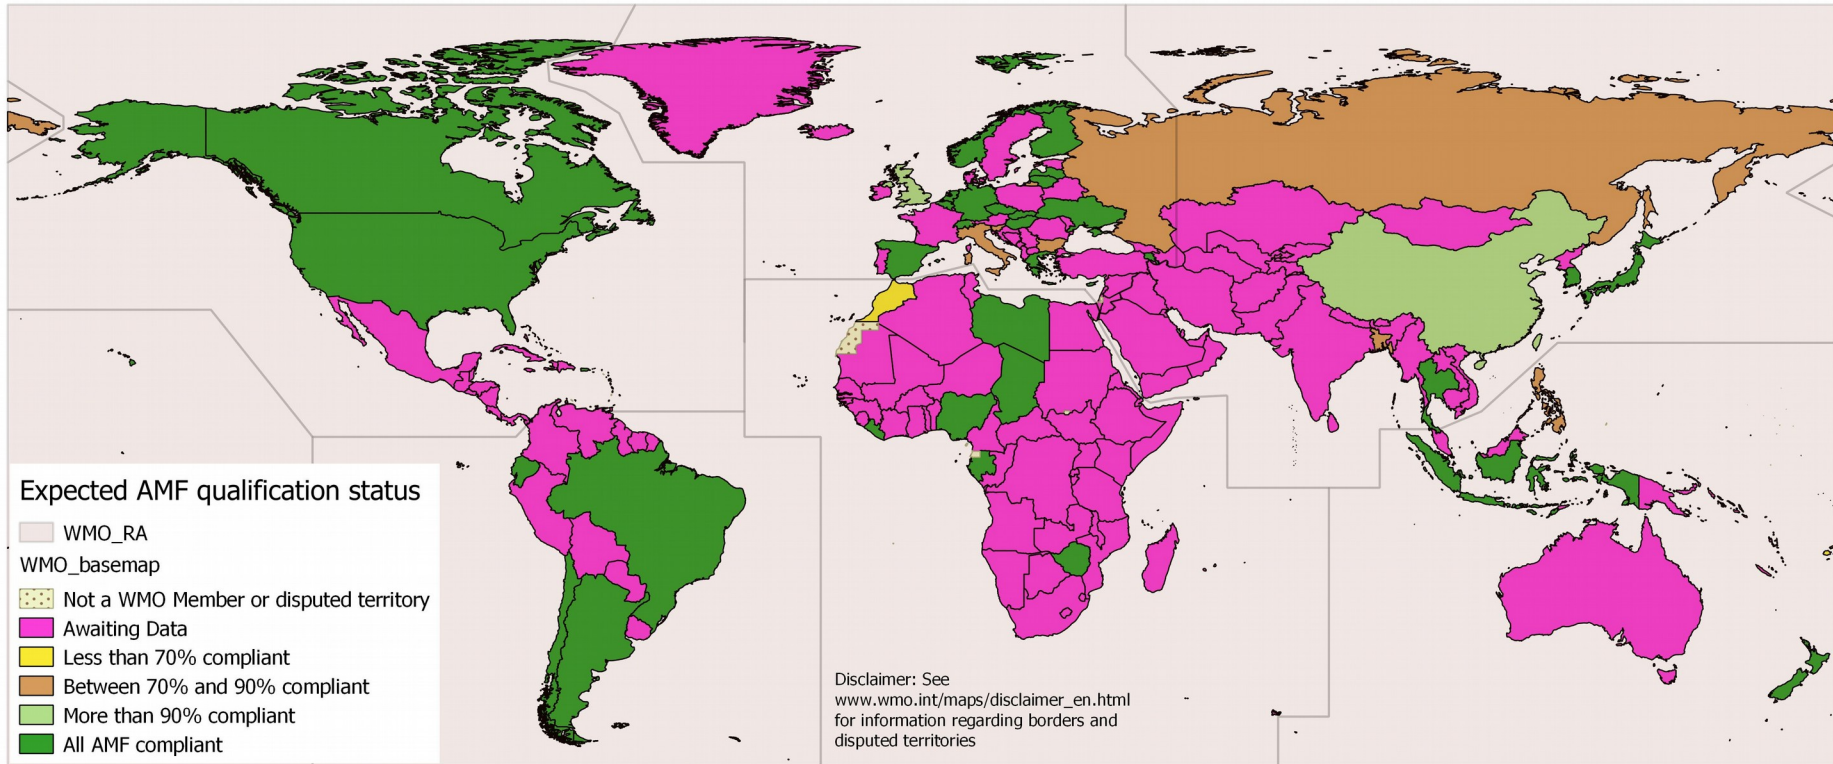 Expected AMF qualification status
WMO_RA
WMO_basemap
Not a WMO Member or disputed territory
Awaiting Data
Less than 70% compliant
Between 70% and 90% compliant
More than 90% compliant
All AMF compliant
Disclaimer: See
www.wmo.int/maps/disclaimer_en.html
for information regarding borders and
disputed territories